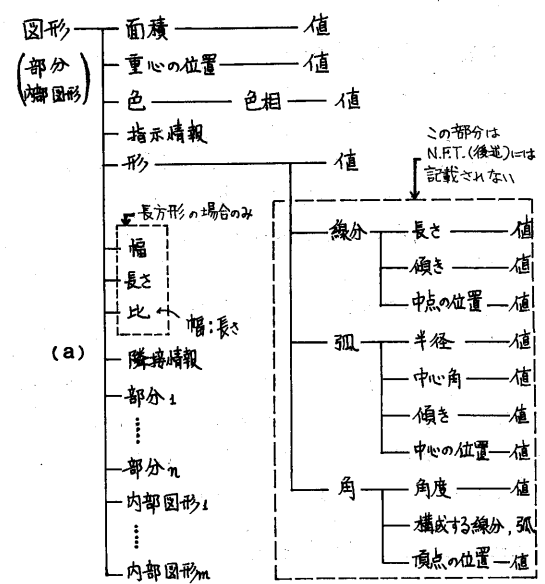 図形 面積 値
(部分
内部図形)
重心の位置 値
色 色相 値
指示情報
形 値
この部分は
N.F.T.(後述)には
記載されない
長方形の場合のみ
幅
長さ
比 幅:長さ
(a)
隣接情報
部分1
部分n
内部図形1
内部図形m
線分 長さ 値
傾き 値
中点の位置 値
弧 半径 値
中心角 値
傾き 値
中心の位置 値
角 角度 値
構成する線分, 弧
頂点の位置 値